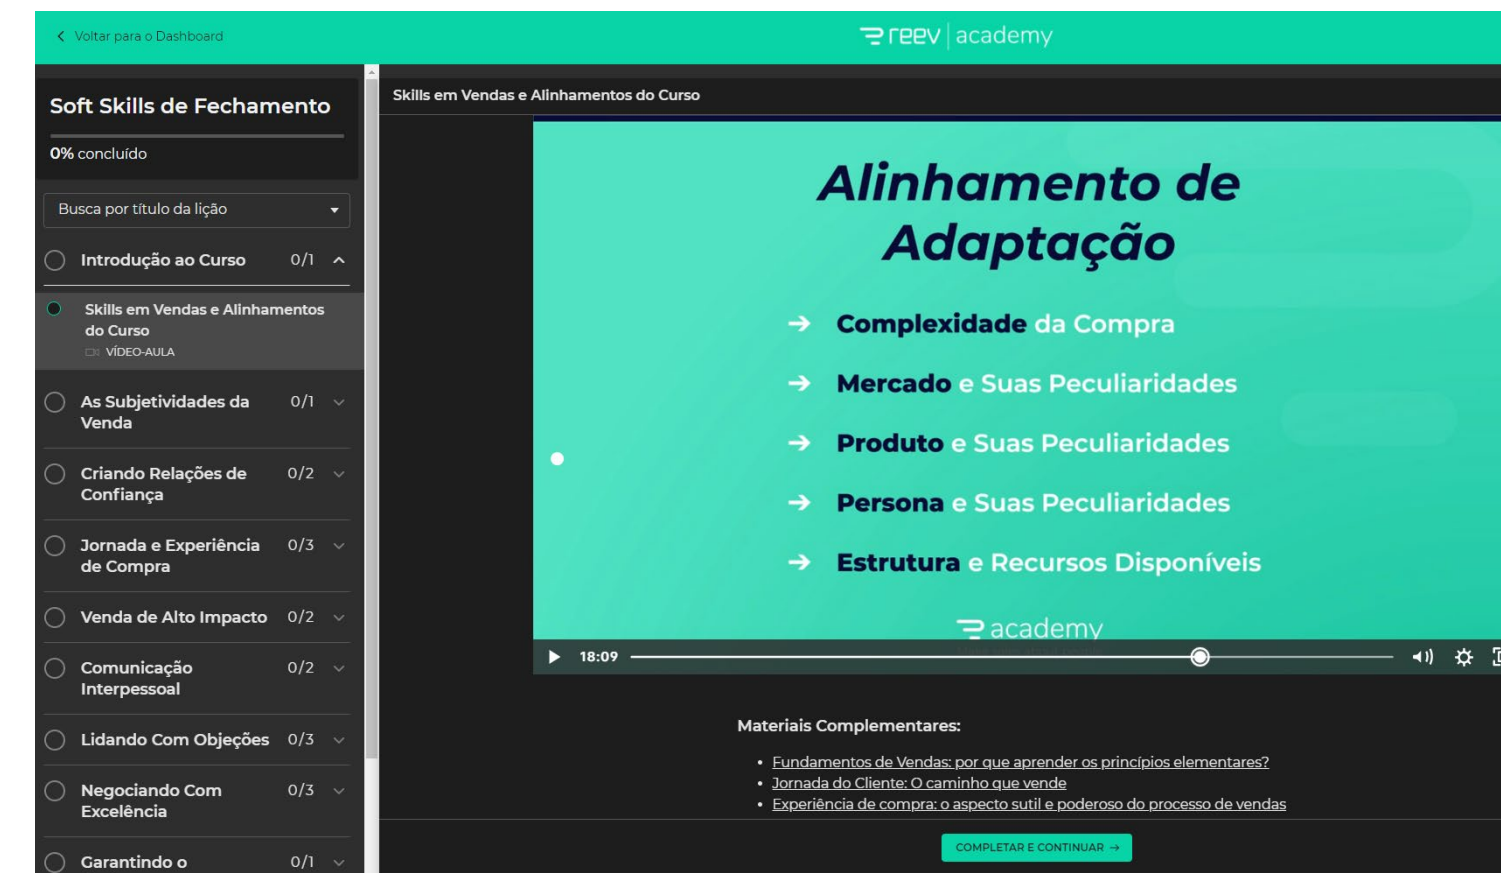 Voltar para o Dashboard
reev academy
Soft Skills de Fechamento
0% concluído
Busca por título da lição
Introdução ao Curso 0/1
Skills em Vendas e Alinhamentos
do Curso
VÍDEO-AULA
As Subjetividades da 0/1
Venda
Criando Relações de 0/2
Confiança
Jornada e Experiência 0/3
de Compra
Venda de Alto Impacto 0/2
Comunicação 0/2
Interpessoal
Lidando Com Objeções 0/3
Negociando Com 0/3
Excelência
Garantindo o 0/1
Skills em Vendas e Alinhamentos do Curso
Alinhamento de
Adaptação
→ Complexidade da Compra
→ Mercado e Suas Peculiaridades
→ Produto e Suas Peculiaridades
→ Persona e Suas Peculiaridades
→ Estrutura e Recursos Disponíveis
academy
18:09
Materiais Complementares:
• Fundamentos de Vendas: por que aprender os princípios elementares?
• Jornada do Cliente: O caminho que vende
• Experiência de compra: o aspecto sutil e poderoso do processo de vendas
COMPLETAR E CONTINUAR →